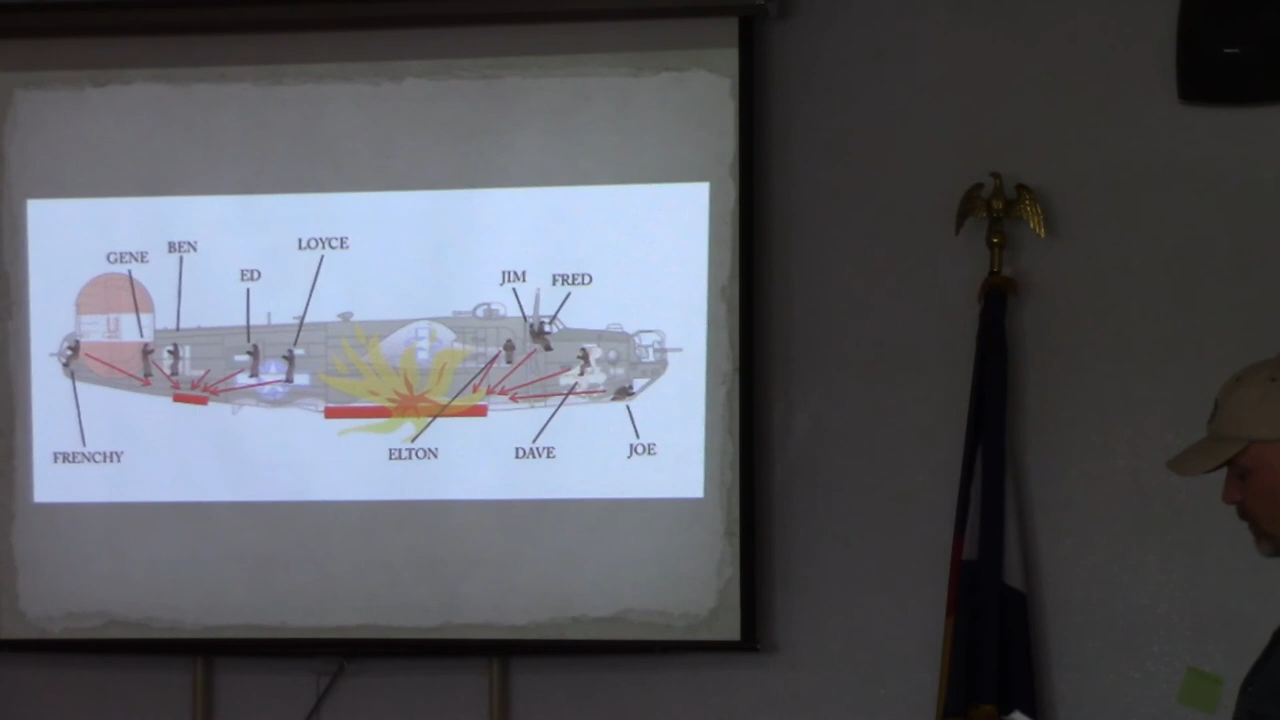 LOYCE
BEN
GENE
ED
JIM
FRED
FRENCHY
ELTON
DAVE
JOE